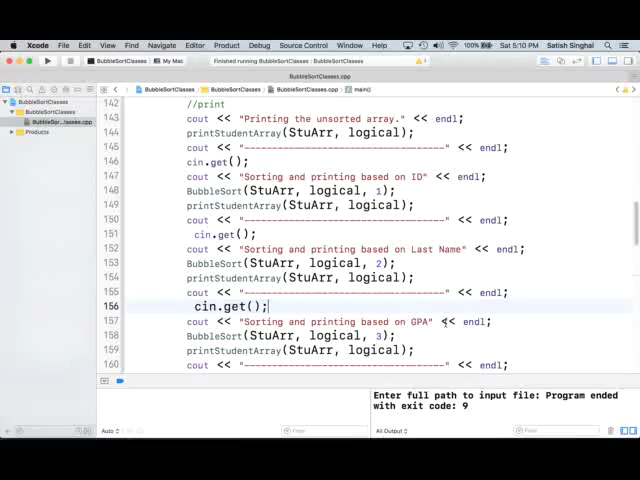 Xcode File Edit View Find Navigate Editor Product Debug Source Control Window Help 100% Sat 5:10 PM Satish Singhal
BubbleSortClasses My Mac Finished running BubbleSortClasses : BubbleSortClasses 1
BubbleSortClasses.cpp
BubbleSortClasses BubbleSortClasses BubbleSortClasses.cpp main()
BubbleSortClasses
BubbleSortClasses
BubbleSor...Classes.cpp
Products
142 //print
143 cout << "Printing the unsorted array." << endl;
144 printStudentArray(StuArr, logical);
145 cout << "-----------------------------------" << endl;
146 cin.get();
147 cout << "Sorting and printing based on ID" << endl;
148 BubbleSort(StuArr, logical, 1);
149 printStudentArray(StuArr, logical);
150 cout << "-----------------------------------" << endl;
151 cin.get();
152 cout << "Sorting and printing based on Last Name" << endl;
153 BubbleSort(StuArr, logical, 2);
154 printStudentArray(StuArr, logical);
155 cout << "-----------------------------------" << endl;
156 cin.get();
157 cout << "Sorting and printing based on GPA" << endl;
158 BubbleSort(StuArr, logical, 3);
159 printStudentArray(StuArr, logical);
160 cout << "-----------------------------------" << endl;
Enter full path to input file: Program ended
with exit code: 9
Auto Filter All Output Filter